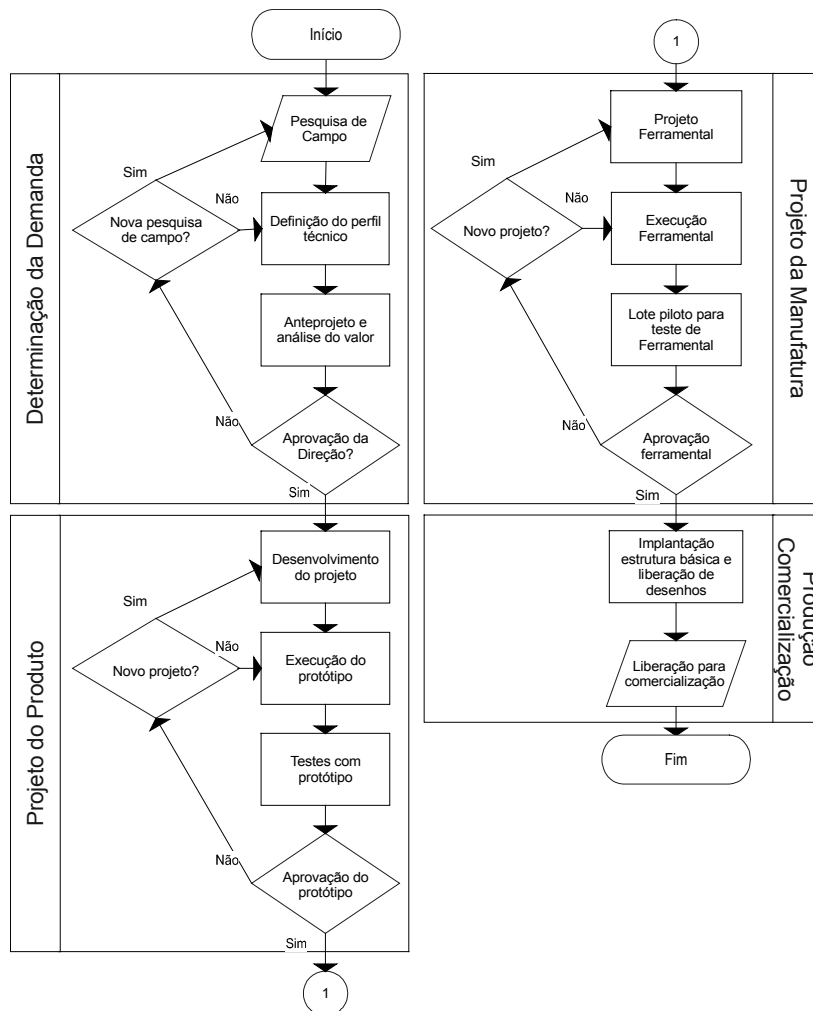 Início
Determinação da Demanda
Pesquisa de
Campo
Sim
Não
Nova pesquisa
de campo?
Definição do perfil
técnico
Anteprojeto e
análise do valor
Não
Aprovação da
Direção?
Sim
Projeto do Produto
Desenvolvimento
do projeto
Sim
Não
Novo projeto?
Execução do
protótipo
Testes com
protótipo
Não
Aprovação do
protótipo
Sim
1
1
Projeto da Manufatura
Projeto
Ferramental
Sim
Não
Novo projeto?
Execução
Ferramental
Lote piloto para
teste de
Ferramental
Não
Aprovação
ferramental
Sim
Produção
Comercialização
Implantação
estrutura básica e
liberação de
desenhos
Liberação para
comercialização
Fim